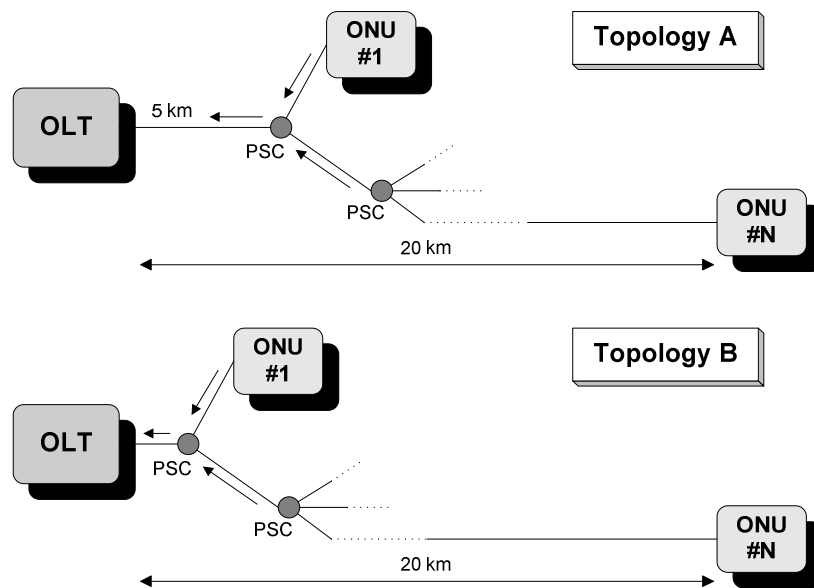 ONU
#1
Topology A
OLT
5 km
PSC
PSC
ONU
#N
20 km
ONU
#1
Topology B
OLT
PSC
PSC
ONU
#N
20 km